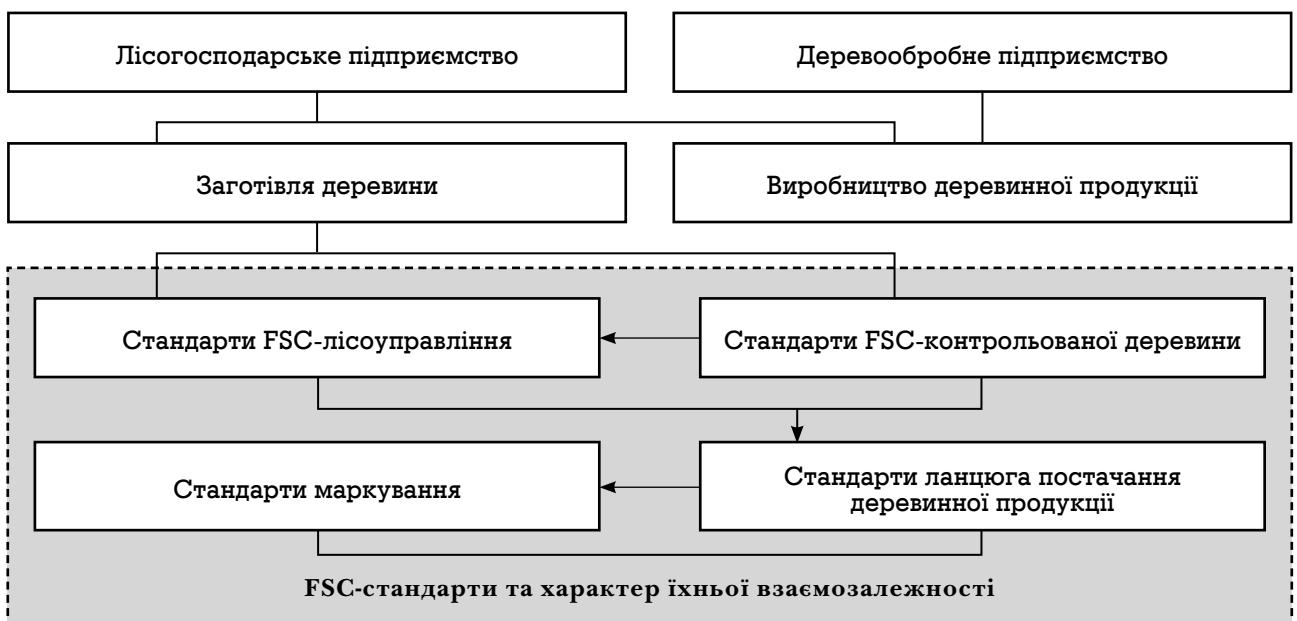 Лісогосподарське підприємство
Деревообробне підприємство
Заготівля деревини
Виробництво деревинної продукції
Стандарти FSC-лісоуправління
Стандарти FSC-контрольованої деревини
Стандарти маркування
Стандарти ланцюга постачання
деревинної продукції
FSC-стандарти та характер їхньої взаємозалежності